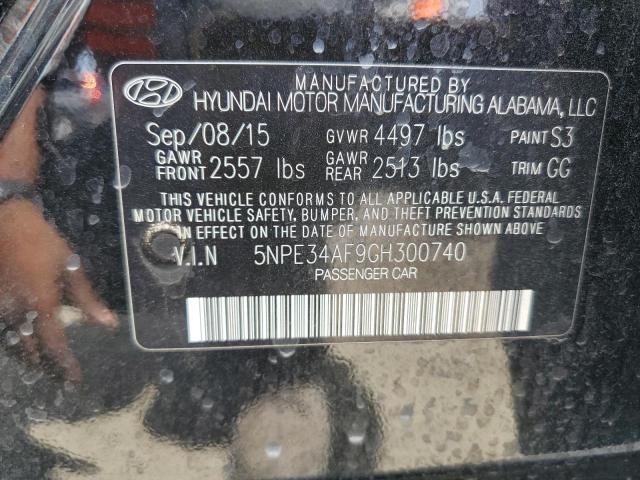 MANUFACTURED BY
HYUNDAI MOTOR MANUFACTURING ALABAMA, LLC
Sep/08/15 GVWR 4497 lbs PAINT S3
GAWR FRONT 2557 lbs GAWR REAR 2513 lbs TRIM GG
THIS VEHICLE CONFORMS TO ALL APPLICABLE U.S.A. FEDERAL
MOTOR VEHICLE SAFETY, BUMPER, AND THEFT PREVENTION STANDARDS
IN EFFECT ON THE DATE OF MANUFACTURE SHOWN ABOVE
V.I.N 5NPE34AF9GH300740
PASSENGER CAR